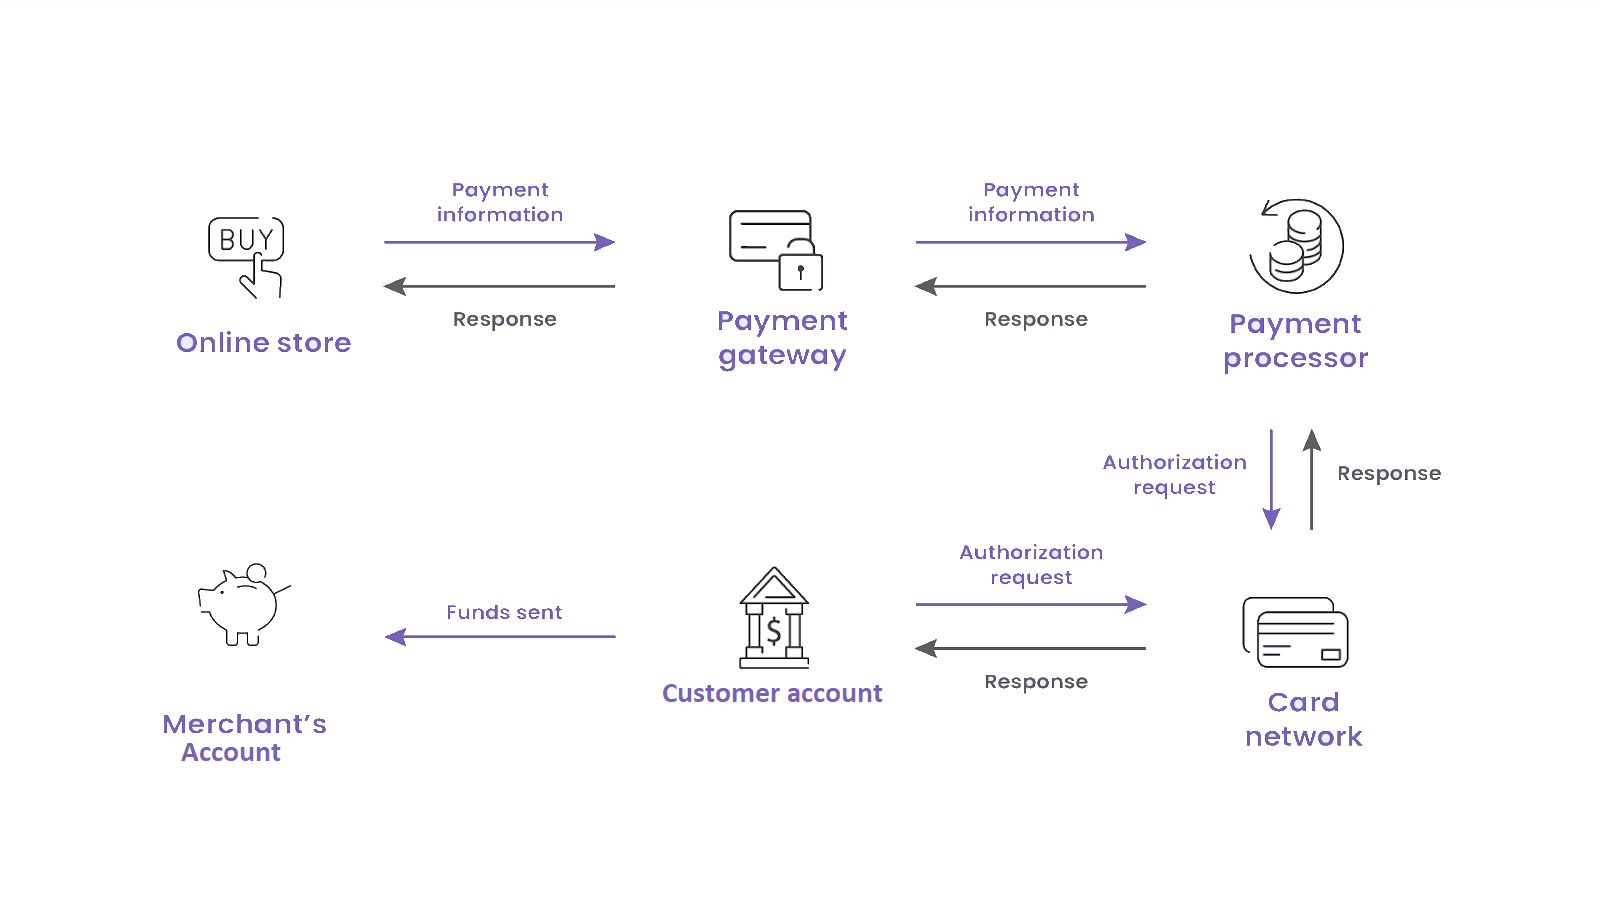 Payment
information
Payment
information
BUY
Response
Response
Online store
Payment
gateway
Payment
processor
Authorization
request
Response
Authorization
request
Funds sent
$
Response
Customer account
Merchant's
Account
Card
network